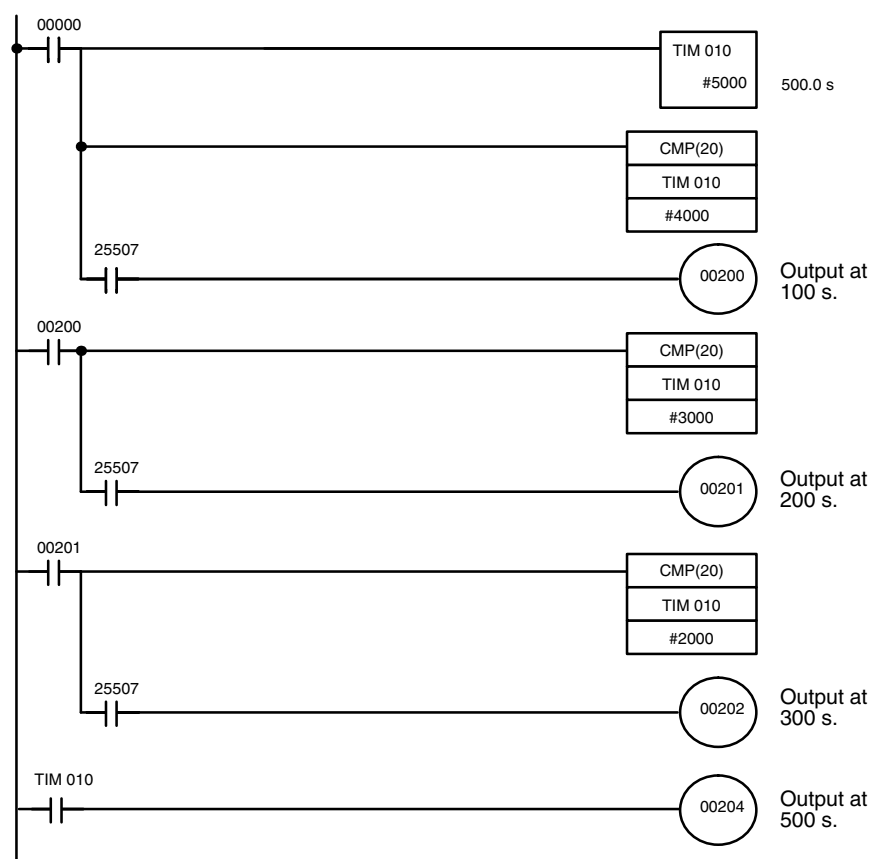 00000
TIM 010
#5000
500.0 s
CMP(20)
TIM 010
#4000
25507
00200
Output at
100 s.
00200
CMP(20)
TIM 010
#3000
25507
00201
Output at
200 s.
00201
CMP(20)
TIM 010
#2000
25507
00202
Output at
300 s.
TIM 010
00204
Output at
500 s.